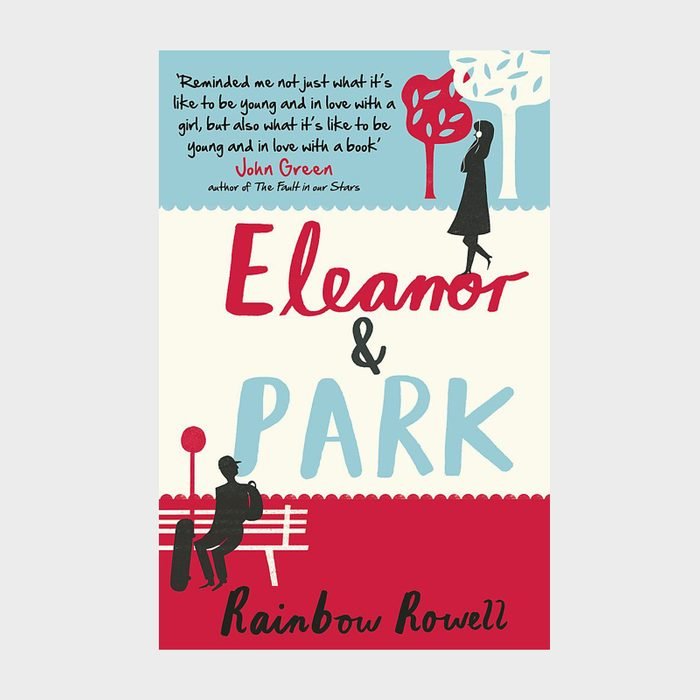 'Reminded me not just what it's
like to be young and in love with a
girl, but also what it's like to be
young and in love with a book'
John Green
author of The Fault in our Stars
Eleanor
&
PARK
Rainbow Rowell